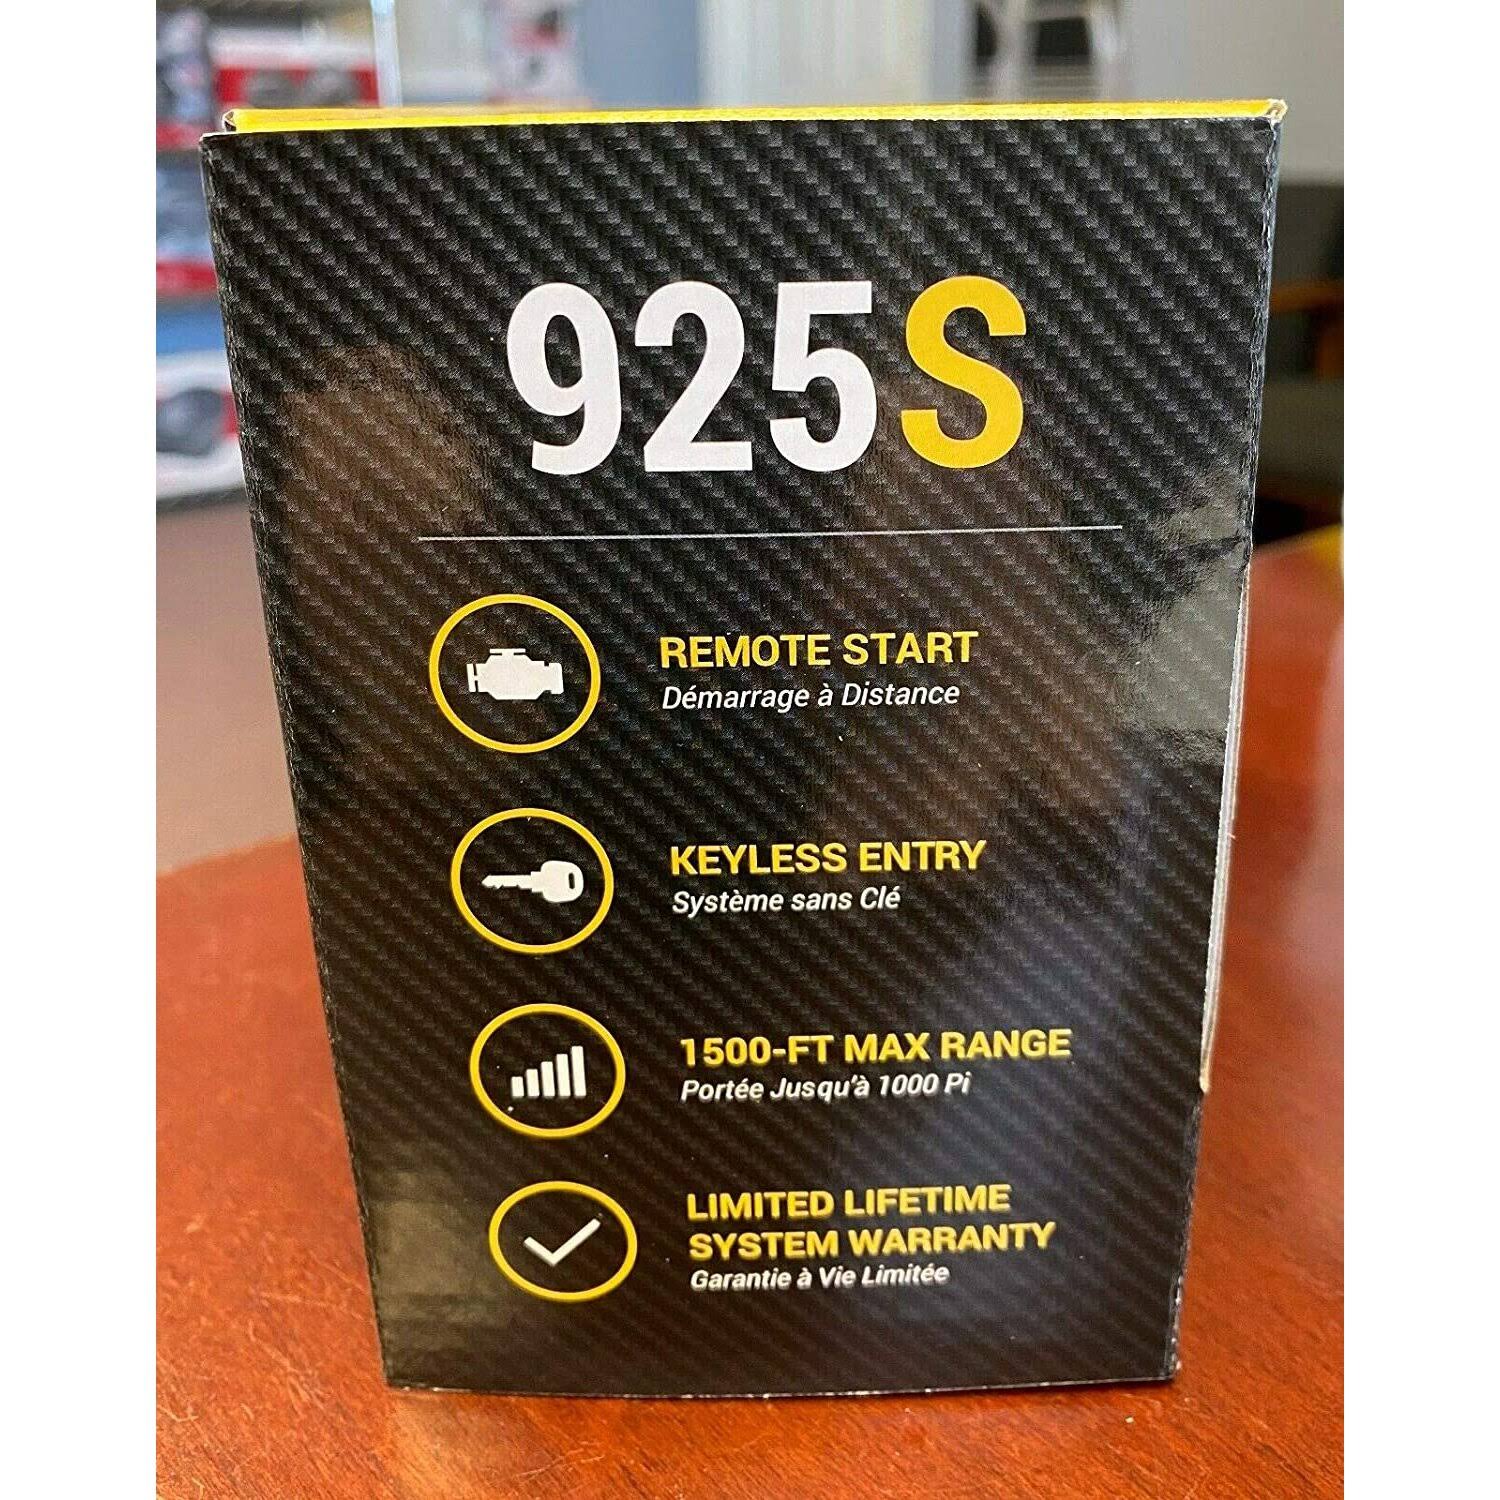 925S
REMOTE START
Démarrage à Distance
KEYLESS ENTRY
Système sans Clé
1500-FT MAX RANGE
Portée Jusqu'à 1000 Pi
LIMITED LIFETIME
SYSTEM WARRANTY
Garantie à Vie Limitée